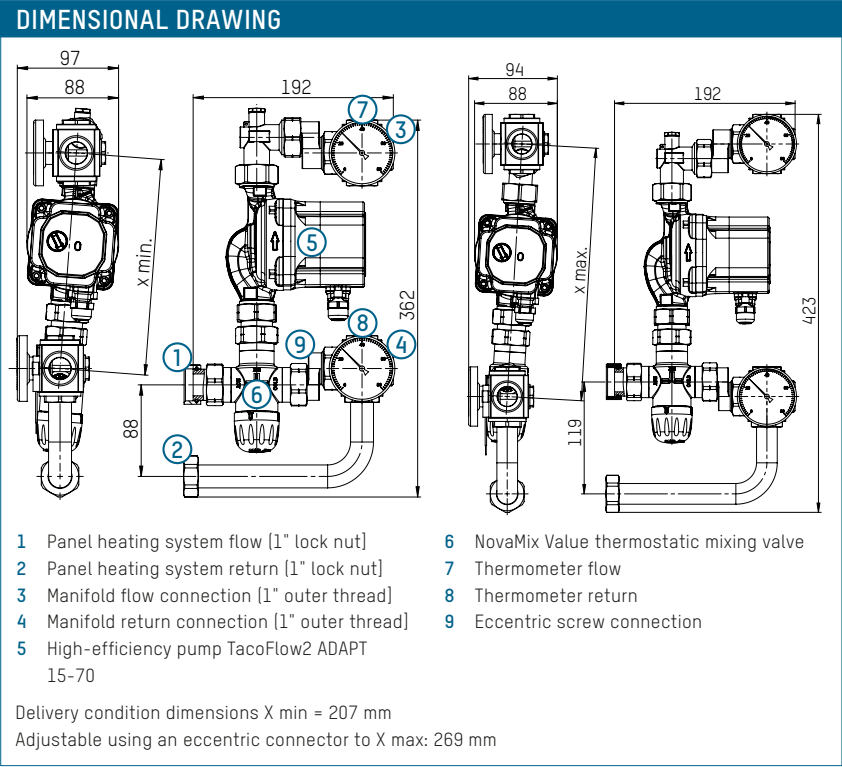 DIMENSIONAL DRAWING
97
88
192
7
3
5
x min.
362
1
9
8
4
6
88
2
94
88
192
x max.
423
119
1 Panel heating system flow (1" lock nut)
2 Panel heating system return (1" lock nut)
3 Manifold flow connection (1" outer thread)
4 Manifold return connection (1" outer thread)
5 High-efficiency pump TacoFlow2 ADAPT
15-70
6 NovaMix Value thermostatic mixing valve
7 Thermometer flow
8 Thermometer return
9 Eccentric screw connection
Delivery condition dimensions X min = 207 mm
Adjustable using an eccentric connector to X max: 269 mm